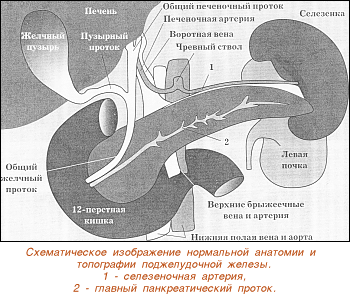 Общий печеночный проток
Печень
Печеночная артерия
Селезенка
Желчный
пузырь
Пузырный
проток
Воротная вена
Чревный ствол
1
2
Общий
желчный
проток
Левая
почка
12-перстная
кишка
Верхние брыжеечные
вена и артерия
Нижняя полая вена и аорта
Схематическое изображение нормальной анатомии и
топографии поджелудочной железы.
1 - селезеночная артерия,
2 - главный панкреатический проток.